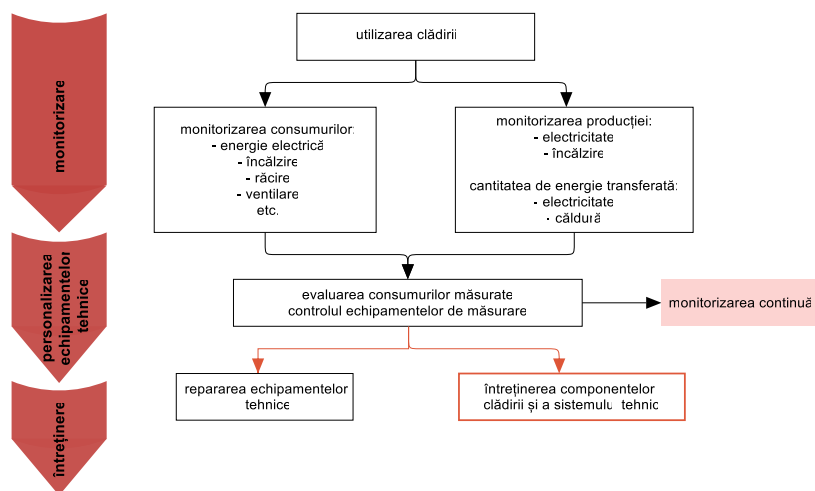 monitorizare
utilizarea clădirii
monitorizarea consumurilor:
- energie electrică
- încălzire
- răcire
- ventilare
etc.
monitorizarea producției:
- electricitate
- încălzire
cantitatea de energie transferată:
- electricitate
- căldură
personalizarea
echipamentelor
tehnice
evaluarea consumurilor măsurate
controlul echipamentelor de măsurare
monitorizarea continuă
întreținere
repararea echipamentelor
tehnice
întreținerea componentelor
clădirii și a sistemulu tehnic